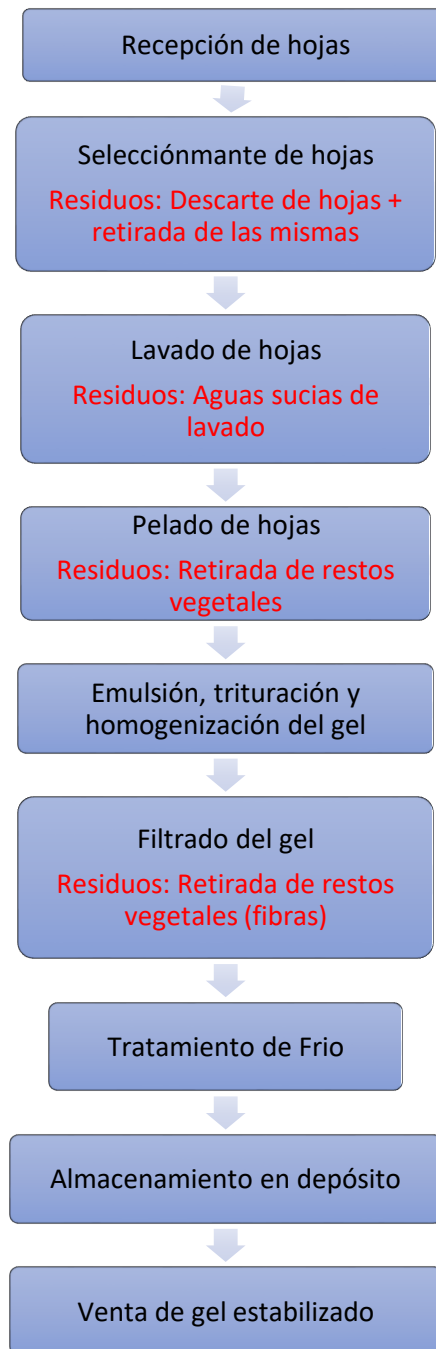 Recepción de hojas
Selecciónmante de hojas
Residuos: Descarte de hojas +
retirada de las mismas
Lavado de hojas
Residuos: Aguas sucias de
lavado
Pelado de hojas
Residuos: Retirada de restos
vegetales
Emulsión, trituración y
homogenización del gel
Filtrado del gel
Residuos: Retirada de restos
vegetales (fibras)
Tratamiento de Frio
Almacenamiento en depósito
Venta de gel estabilizado